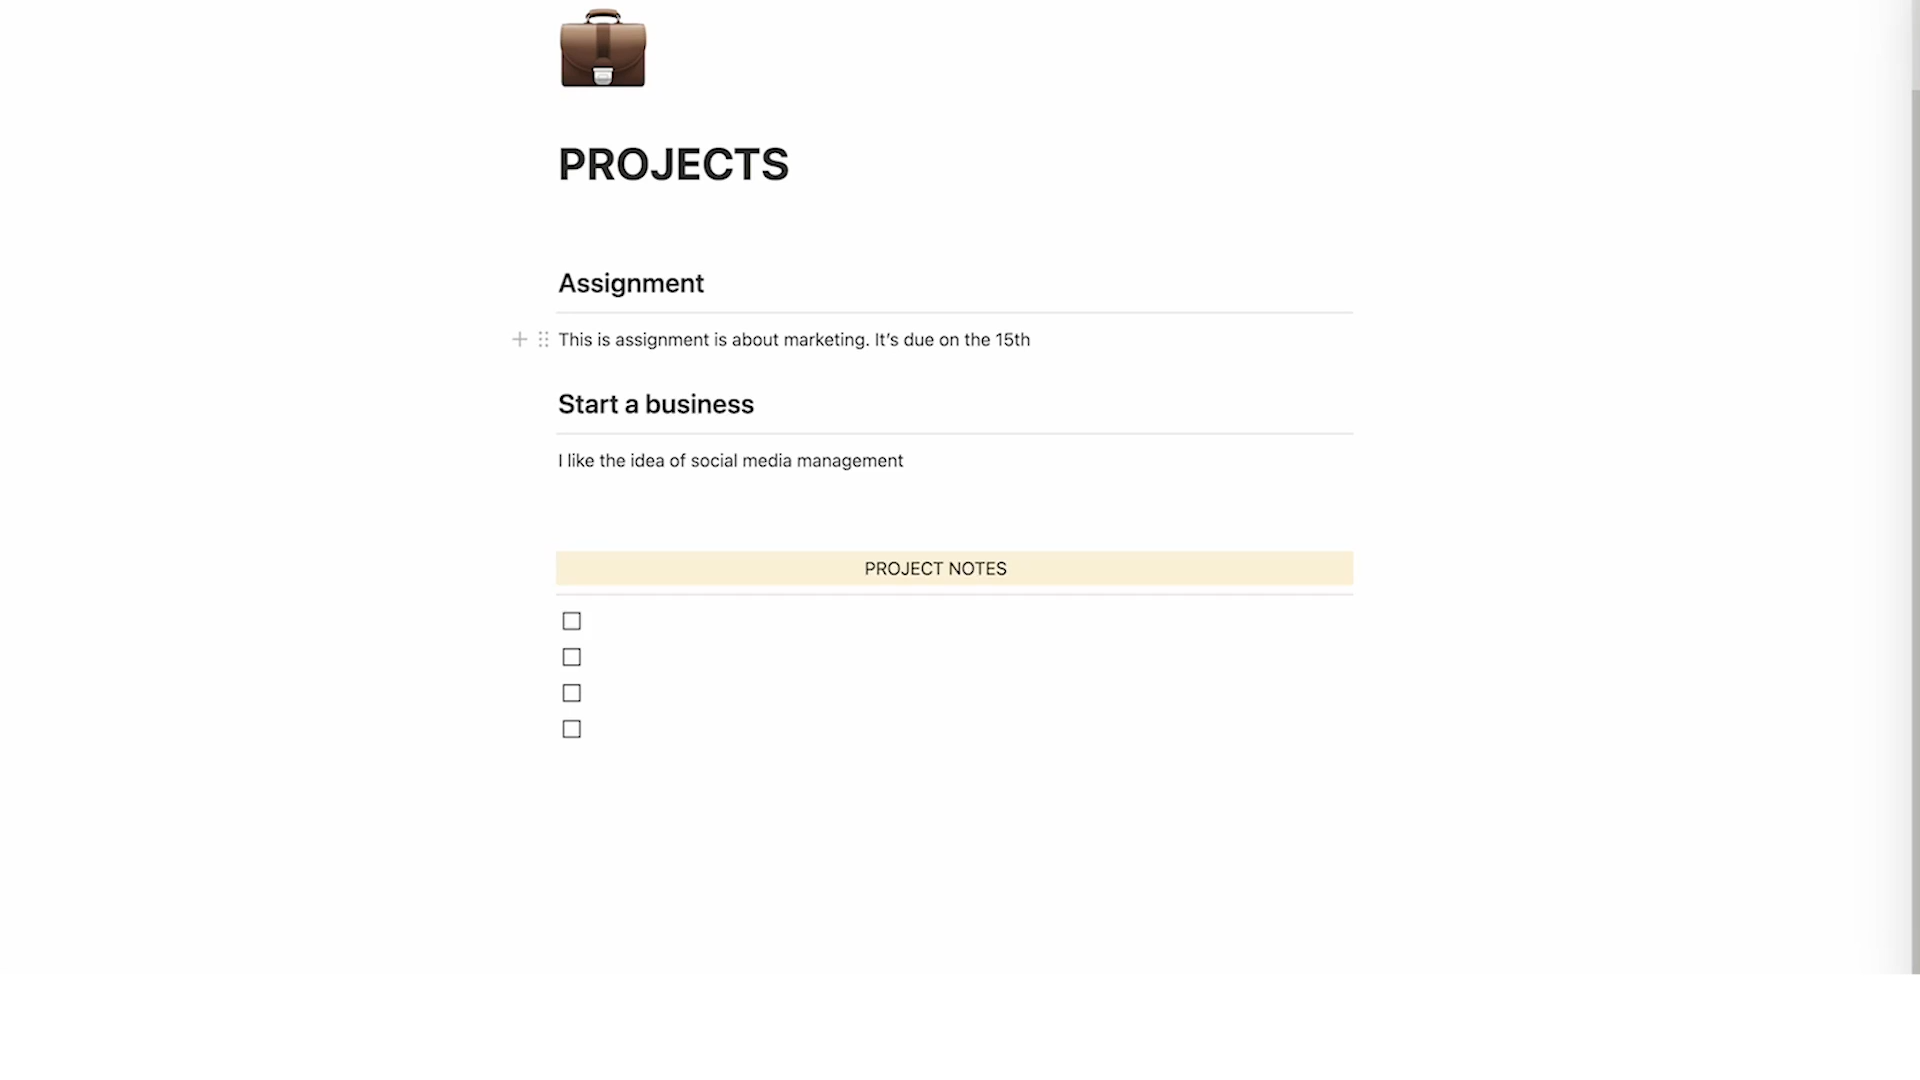 PROJECTS
Assignment
This is assignment is about marketing. It’s due on the 15th
Start a business
I like the idea of social media management
PROJECT NOTES